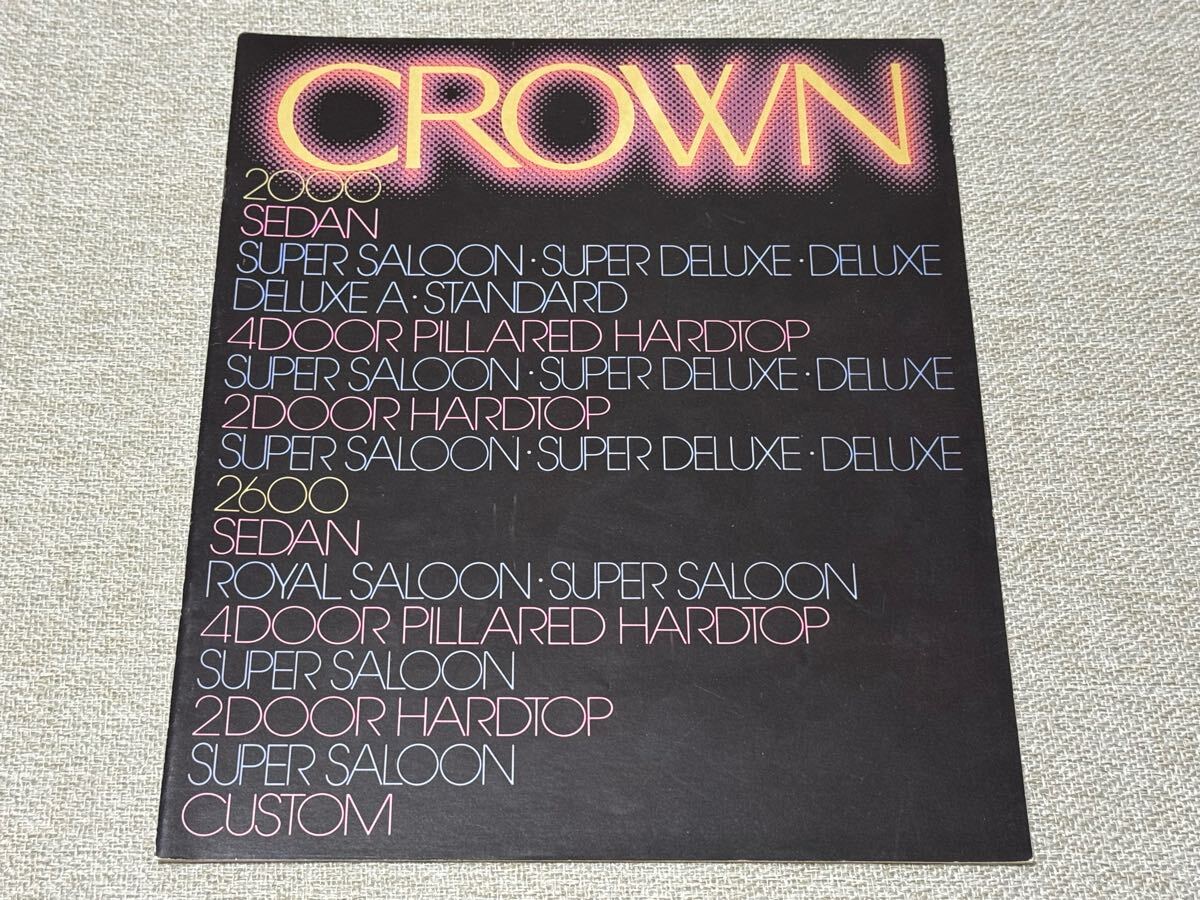 CROWN
2000
SEDAN
SUPER SALOON·SUPER DELUXE·DELUXE
DELUXE A·STANDARD
4DOOR PILLARED HARDTOP
SUPER SALOON·SUPER DELUXE·DELUXE
2DOOR HARDTOP
SUPER SALOON·SUPER DELUXE·DELUXE
2600
SEDAN
ROYAL SALOON·SUPER SALOON
4DOOR PILLARED HARDTOP
SUPER SALOON
2DOOR HARDTOP
SUPER SALOON
CUSTOM